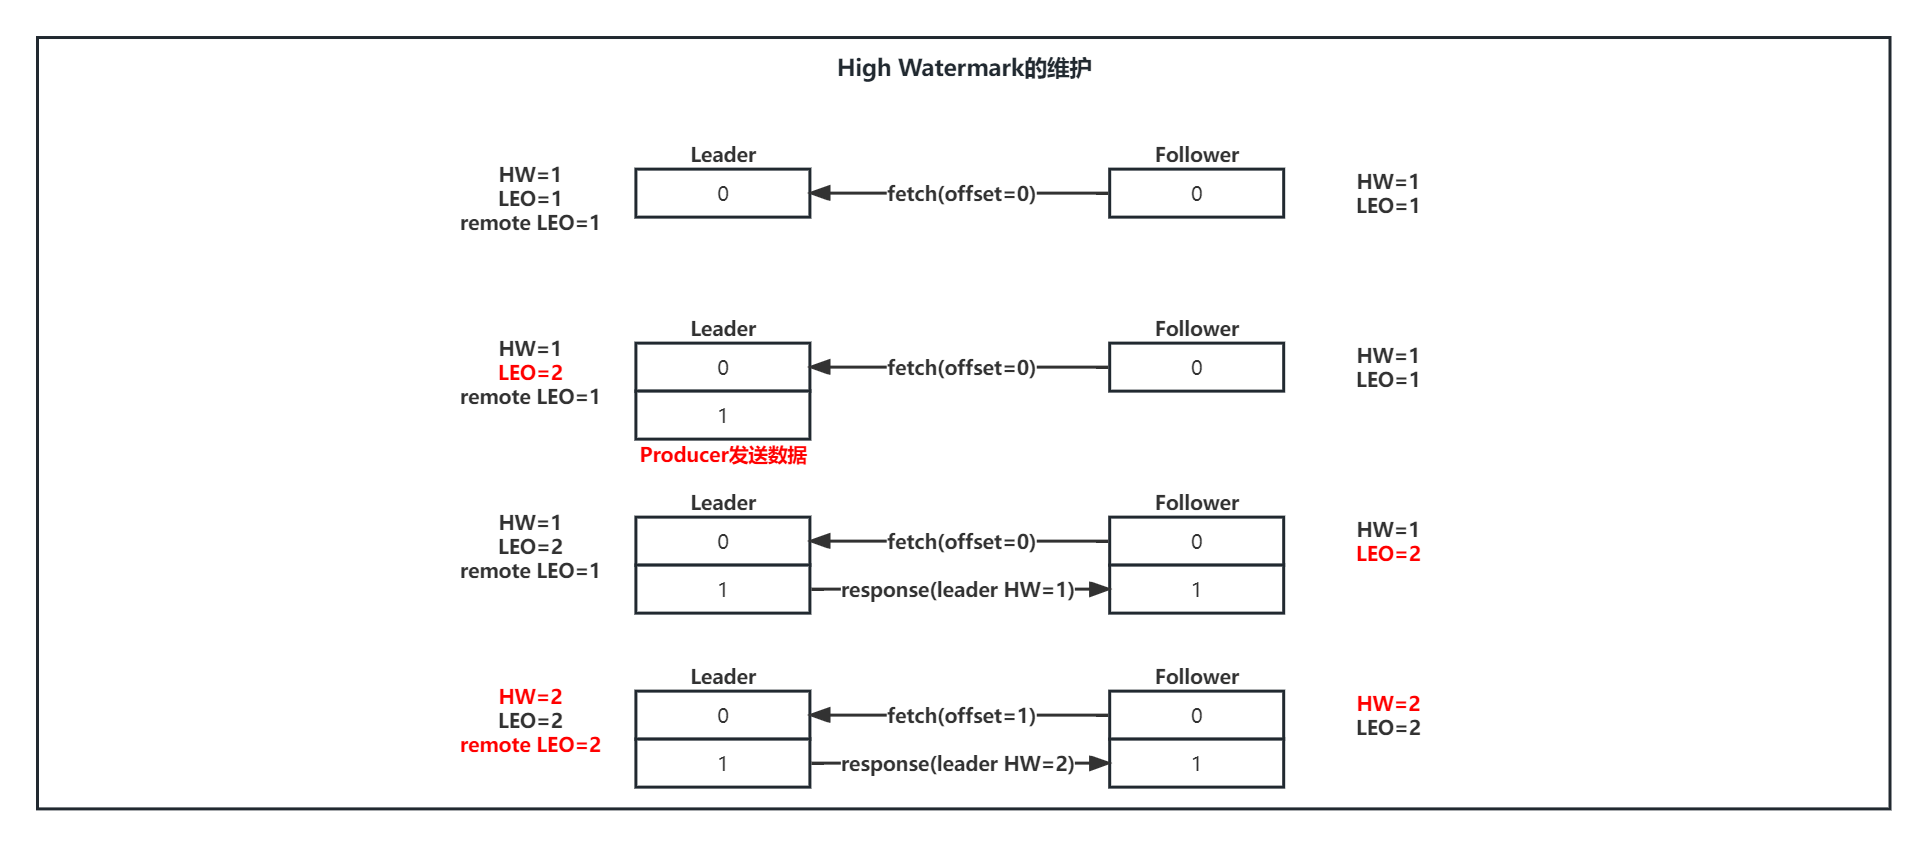 High Watermark的维护
Leader
Follower
HW=1
LEO=1
remote LEO=1
0
fetch(offset=0)
0
HW=1
LEO=1
Leader
Follower
HW=1
LEO=2
remote LEO=1
0
fetch(offset=0)
0
1
HW=1
LEO=1
Producer发送数据
Leader
Follower
HW=1
LEO=2
remote LEO=1
0
fetch(offset=0)
0
1
response(leader HW=1)
1
HW=1
LEO=2
Leader
Follower
HW=2
LEO=2
remote LEO=2
0
fetch(offset=1)
0
1
response(leader HW=2)
1
HW=2
LEO=2